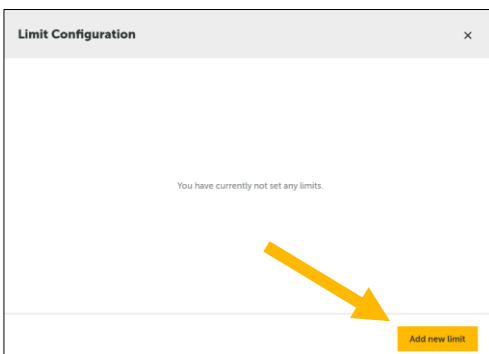 Limit Configuration ×
You have currently not set any limits.
Add new limit